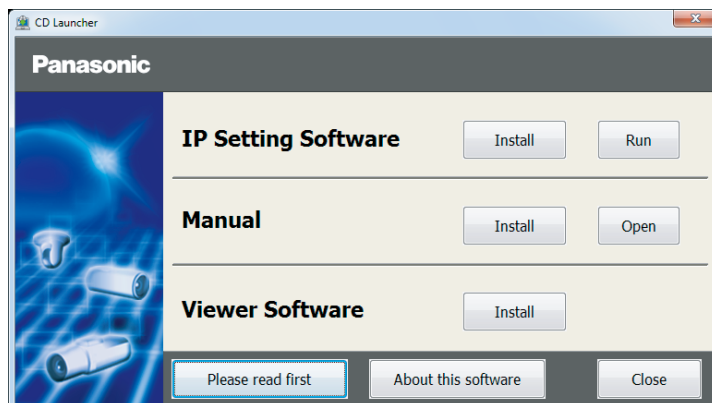 CD Launcher
Panasonic
IP Setting Software Install Run
Manual Install Open
Viewer Software Install
Please read first About this software Close